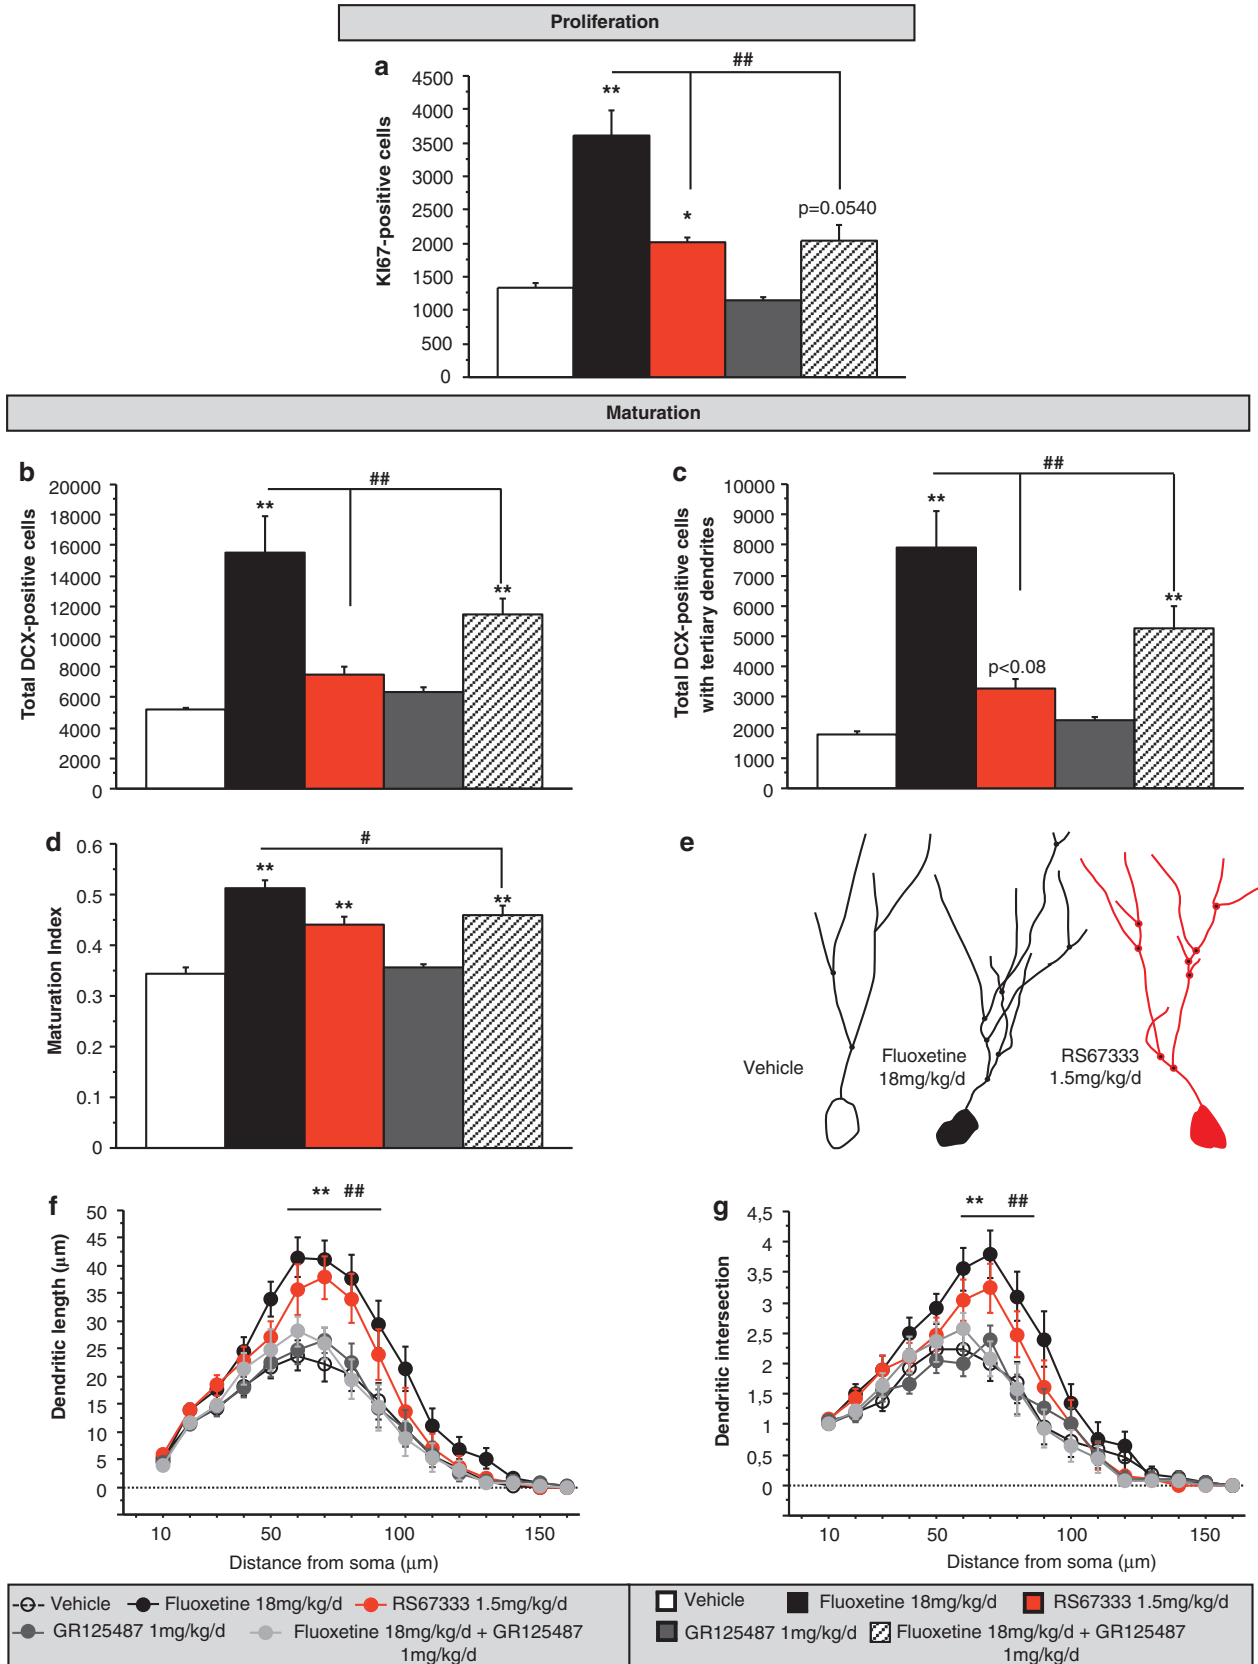 Proliferation
a
##
**
*
p=0.0540
KI67-positive cells
4500
4000
3500
3000
2500
2000
1500
1000
500
0
Maturation
b
##
**
**
Total DCX-positive cells
20000
18000
16000
14000
12000
10000
8000
6000
4000
2000
0
c
##
**
p<0.08
**
Total DCX-positive cells
with tertiary dendrites
10000
9000
8000
7000
6000
5000
4000
3000
2000
1000
0
d
#
**
**
**
Maturation Index
0.6
0.5
0.4
0.3
0.2
0.1
0
e
Vehicle
Fluoxetine
18mg/kg/d
RS67333
1.5mg/kg/d
f
** ##
Dendritic length (µm)
50
45
40
35
30
25
20
15
10
5
0
10 50 100 150
Distance from soma (µm)
g
** ##
Dendritic intersection
4,5
4
3,5
3
2,5
2
1,5
1
0,5
0
10 50 100 150
Distance from soma (µm)
Vehicle Fluoxetine 18mg/kg/d RS67333 1.5mg/kg/d
GR125487 1mg/kg/d Fluoxetine 18mg/kg/d + GR125487
1mg/kg/d
Vehicle Fluoxetine 18mg/kg/d RS67333 1.5mg/kg/d
GR125487 1mg/kg/d Fluoxetine 18mg/kg/d + GR125487
1mg/kg/d